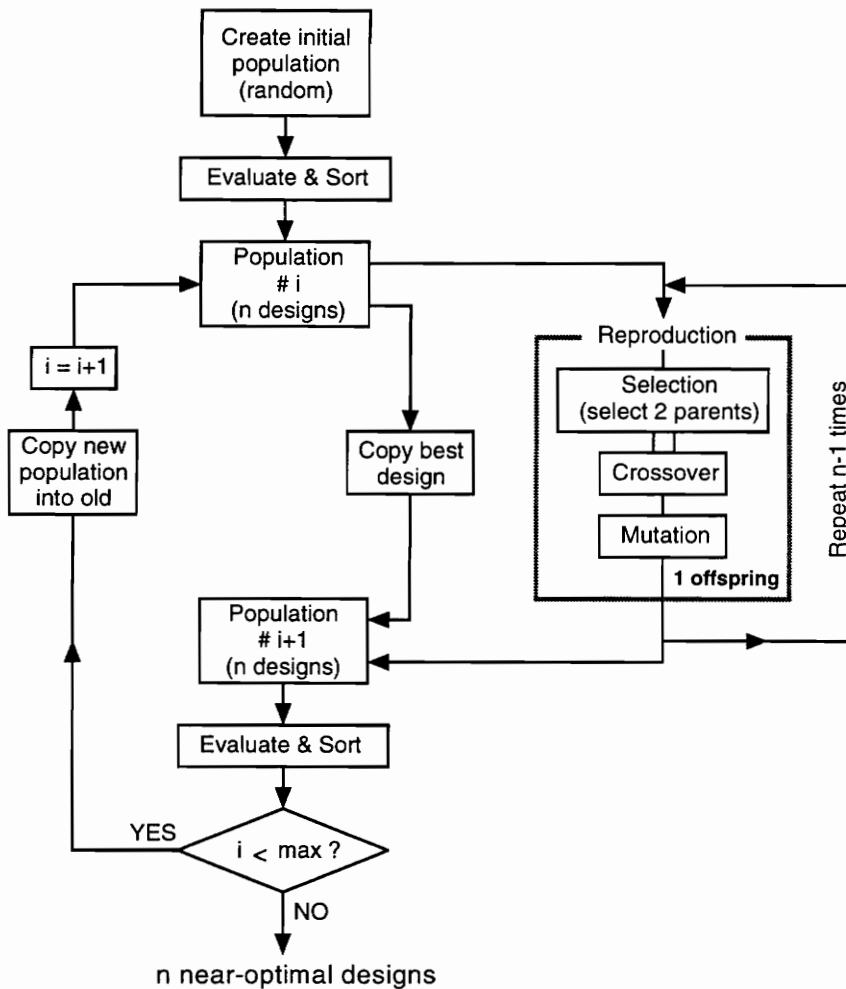 Create initial
population
(random)
Evaluate & Sort
Population
# i
(n designs)
Reproduction
Selection
(select 2 parents)
Crossover
Mutation
1 offspring
Repeat n-1 times
i = i+1
Copy new
population
into old
Copy best
design
Population
# i+1
(n designs)
Evaluate & Sort
YES
i < max ?
NO
n near-optimal designs